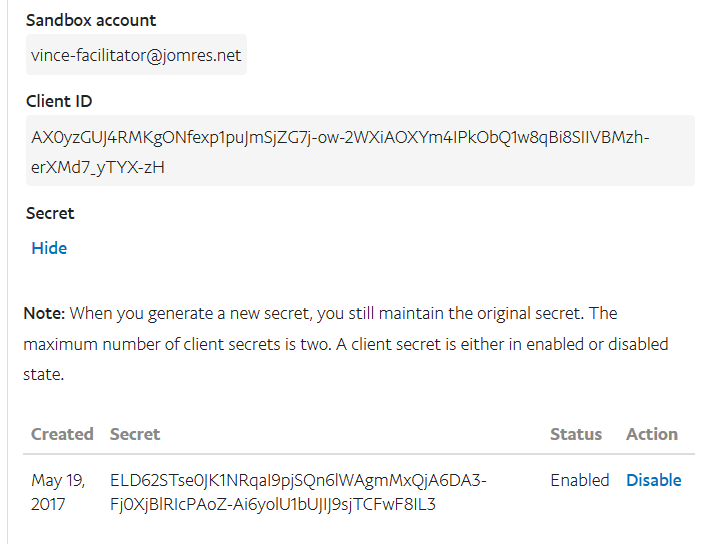 Sandbox account
vince-facilitator@jomres.net
Client ID
AX0yzGUJ4RMKgONfexp1puJmSjZG7j-ow-2WXiAOXYm4IPkObQ1w8qBi8SIIVBMzh-
erXMd7_yTYX-zH
Secret
Hide
Note: When you generate a new secret, you still maintain the original secret. The
maximum number of client secrets is two. A client secret is either in enabled or disabled
state.
Created Secret Status Action
May 19, ELD62STse0JK1NRqaI9pjSQn6lWAgmMxQjA6DA3- Enabled Disable
2017 Fj0XjBlRIcPAoZ-Ai6yolU1bUJIJ9sjTCFwF8IL3